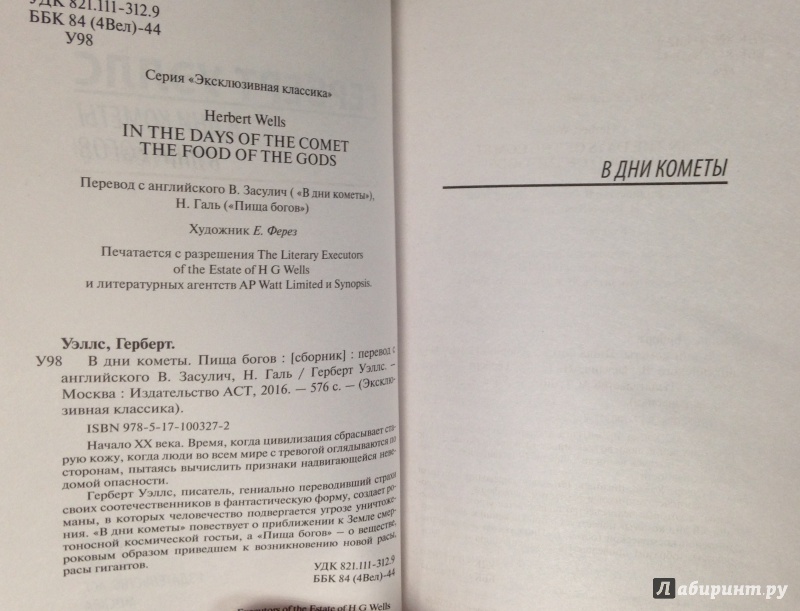 УДК 821.111-312.9
ББК 84 (4Вел)-44
У98
Серия «Эксклюзивная классика»
Herbert Wells
IN THE DAYS OF THE COMET
THE FOOD OF THE GODS
Перевод с английского В. Засулич ( «В дни кометы»),
Н. Галь («Пища богов»)
Художник Е. Ферез
Печатается с разрешения The Literary Executors
of the Estate of H G Wells
и литературных агентств AP Watt Limited и Synopsis.
Уэллс, Герберт.
У98 В дни кометы. Пища богов : [сборник] : перевод с
английского В. Засулич, Н. Галь / Герберт Уэллс. –
Москва : Издательство АСТ, 2016. — 576 с. — (Эксклю-
зивная классика).
ISBN 978-5-17-100327-2
Начало XX века. Время, когда цивилизация сбрасывает ста-
рую кожу, когда люди во всем мире с тревогой оглядываются по
сторонам, пытаясь вычислить признаки надвигающейся неве-
домой опасности.
Герберт Уэллс, писатель, гениально переводивший страхи
своих соотечественников в фантастическую форму, создает ро-
маны, в которых человечество подвергается угрозе уничтоже-
ния. «В дни кометы» повествует о приближении к Земле смер-
тоносной космической гостьи, а «Пища богов» – о веществе,
роковым образом приведшем к возникновению новой расы,
расы гигантов.
УДК 821.111-312.9
ББК 84 (4Вел)-44
Executors of the Estate of H G Wells
В ДНИ КОМЕТЫ
Лабиринт.ру